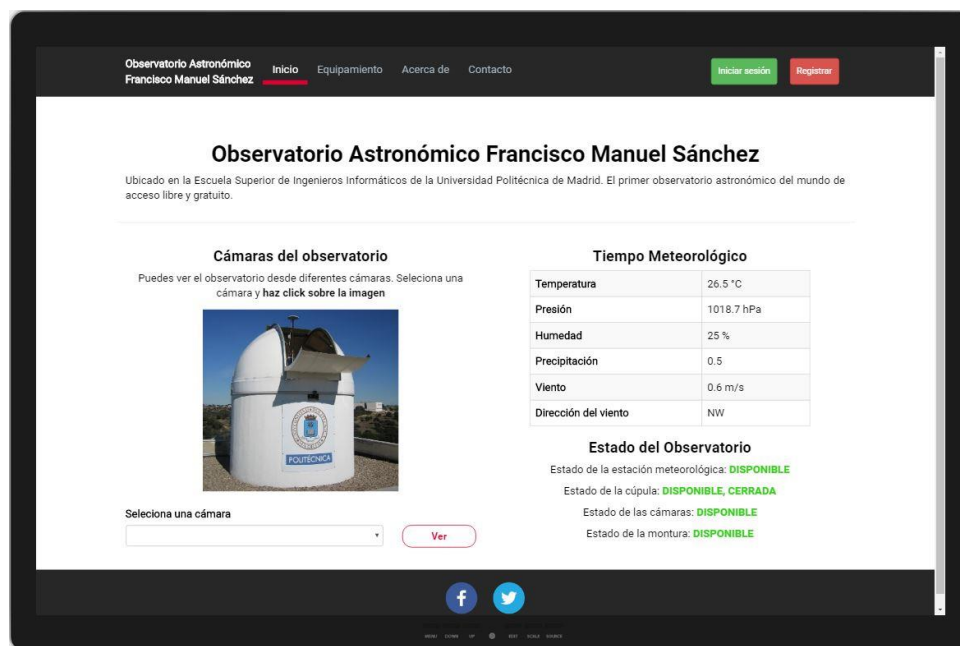 Observatorio Astronómico
Francisco Manuel Sánchez
Inicio
Equipamiento
Acerca de
Contacto
Iniciar sesión
Registrar
Observatorio Astronómico Francisco Manuel Sánchez
Ubicado en la Escuela Superior de Ingenieros Informáticos de la Universidad Politécnica de Madrid. El primer observatorio astronómico del mundo de
acceso libre y gratuito.
Cámaras del observatorio
Puedes ver el observatorio desde diferentes cámaras. Selecciona una
cámara y haz click sobre la imagen
POLITÉCNICA
Seleciona una cámara
Ver
Tiempo Meteorológico
Temperatura 26.5 °C
Presión 1018.7 hPa
Humedad 25 %
Precipitación 0.5
Viento 0.6 m/s
Dirección del viento NW
Estado del Observatorio
Estado de la estación meteorológica: DISPONIBLE
Estado de la cúpula: DISPONIBLE, CERRADA
Estado de las cámaras: DISPONIBLE
Estado de la montura: DISPONIBLE